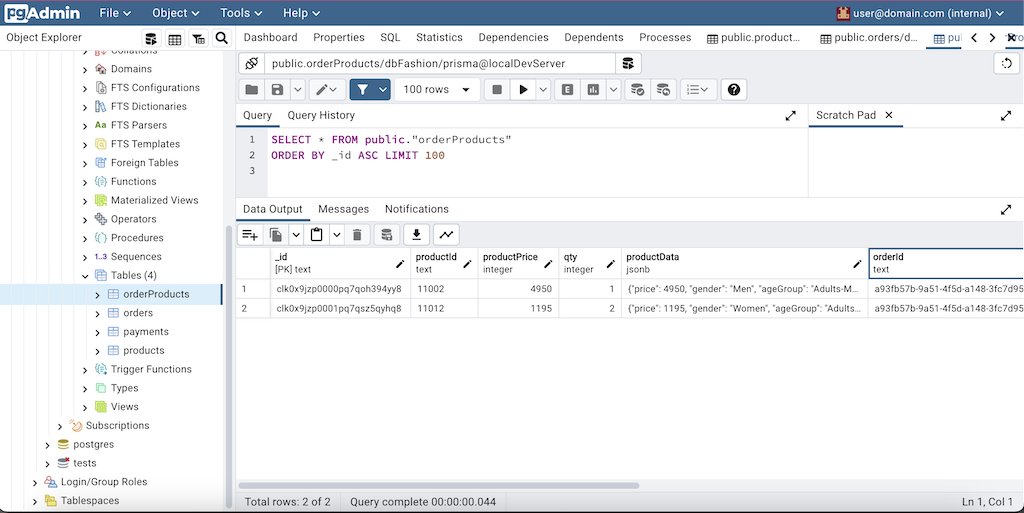 pgAdmin File Object Tools Help user@domain.com (internal)
Object Explorer
Dashboard Properties SQL Statistics Dependencies Dependents Processes public.product... public.orders/d... pu
Collations
Domains
FTS Configurations
FTS Dictionaries
FTS Parsers
FTS Templates
Foreign Tables
Functions
Materialized Views
Operators
Procedures
Sequences
Tables (4)
orderProducts
orders
payments
products
Trigger Functions
Types
Views
Subscriptions
postgres
tests
Login/Group Roles
Tablespaces
public.orderProducts/dbFashion/prisma@localDevServer
100 rows
Query Query History
Scratch Pad
1 SELECT * FROM public."orderProducts"
2 ORDER BY _id ASC LIMIT 100
3
Data Output Messages Notifications
_id productId productPrice qty productData orderId
[PK] text text integer integer jsonb text
1 clk0x9jzp0000pq7qoh394yy8 11002 4950 1 {"price": 4950, "gender": "Men", "ageGroup": "Adults-M... a93fb57b-9a51-4f5d-a148-3fc7d95
2 clk0x9jzp0001pq7qsz5qyhq8 11012 1195 2 {"price": 1195, "gender": "Women", "ageGroup": "Adults... a93fb57b-9a51-4f5d-a148-3fc7d95
Total rows: 2 of 2 Query complete 00:00:00.044 Ln 1, Col 1